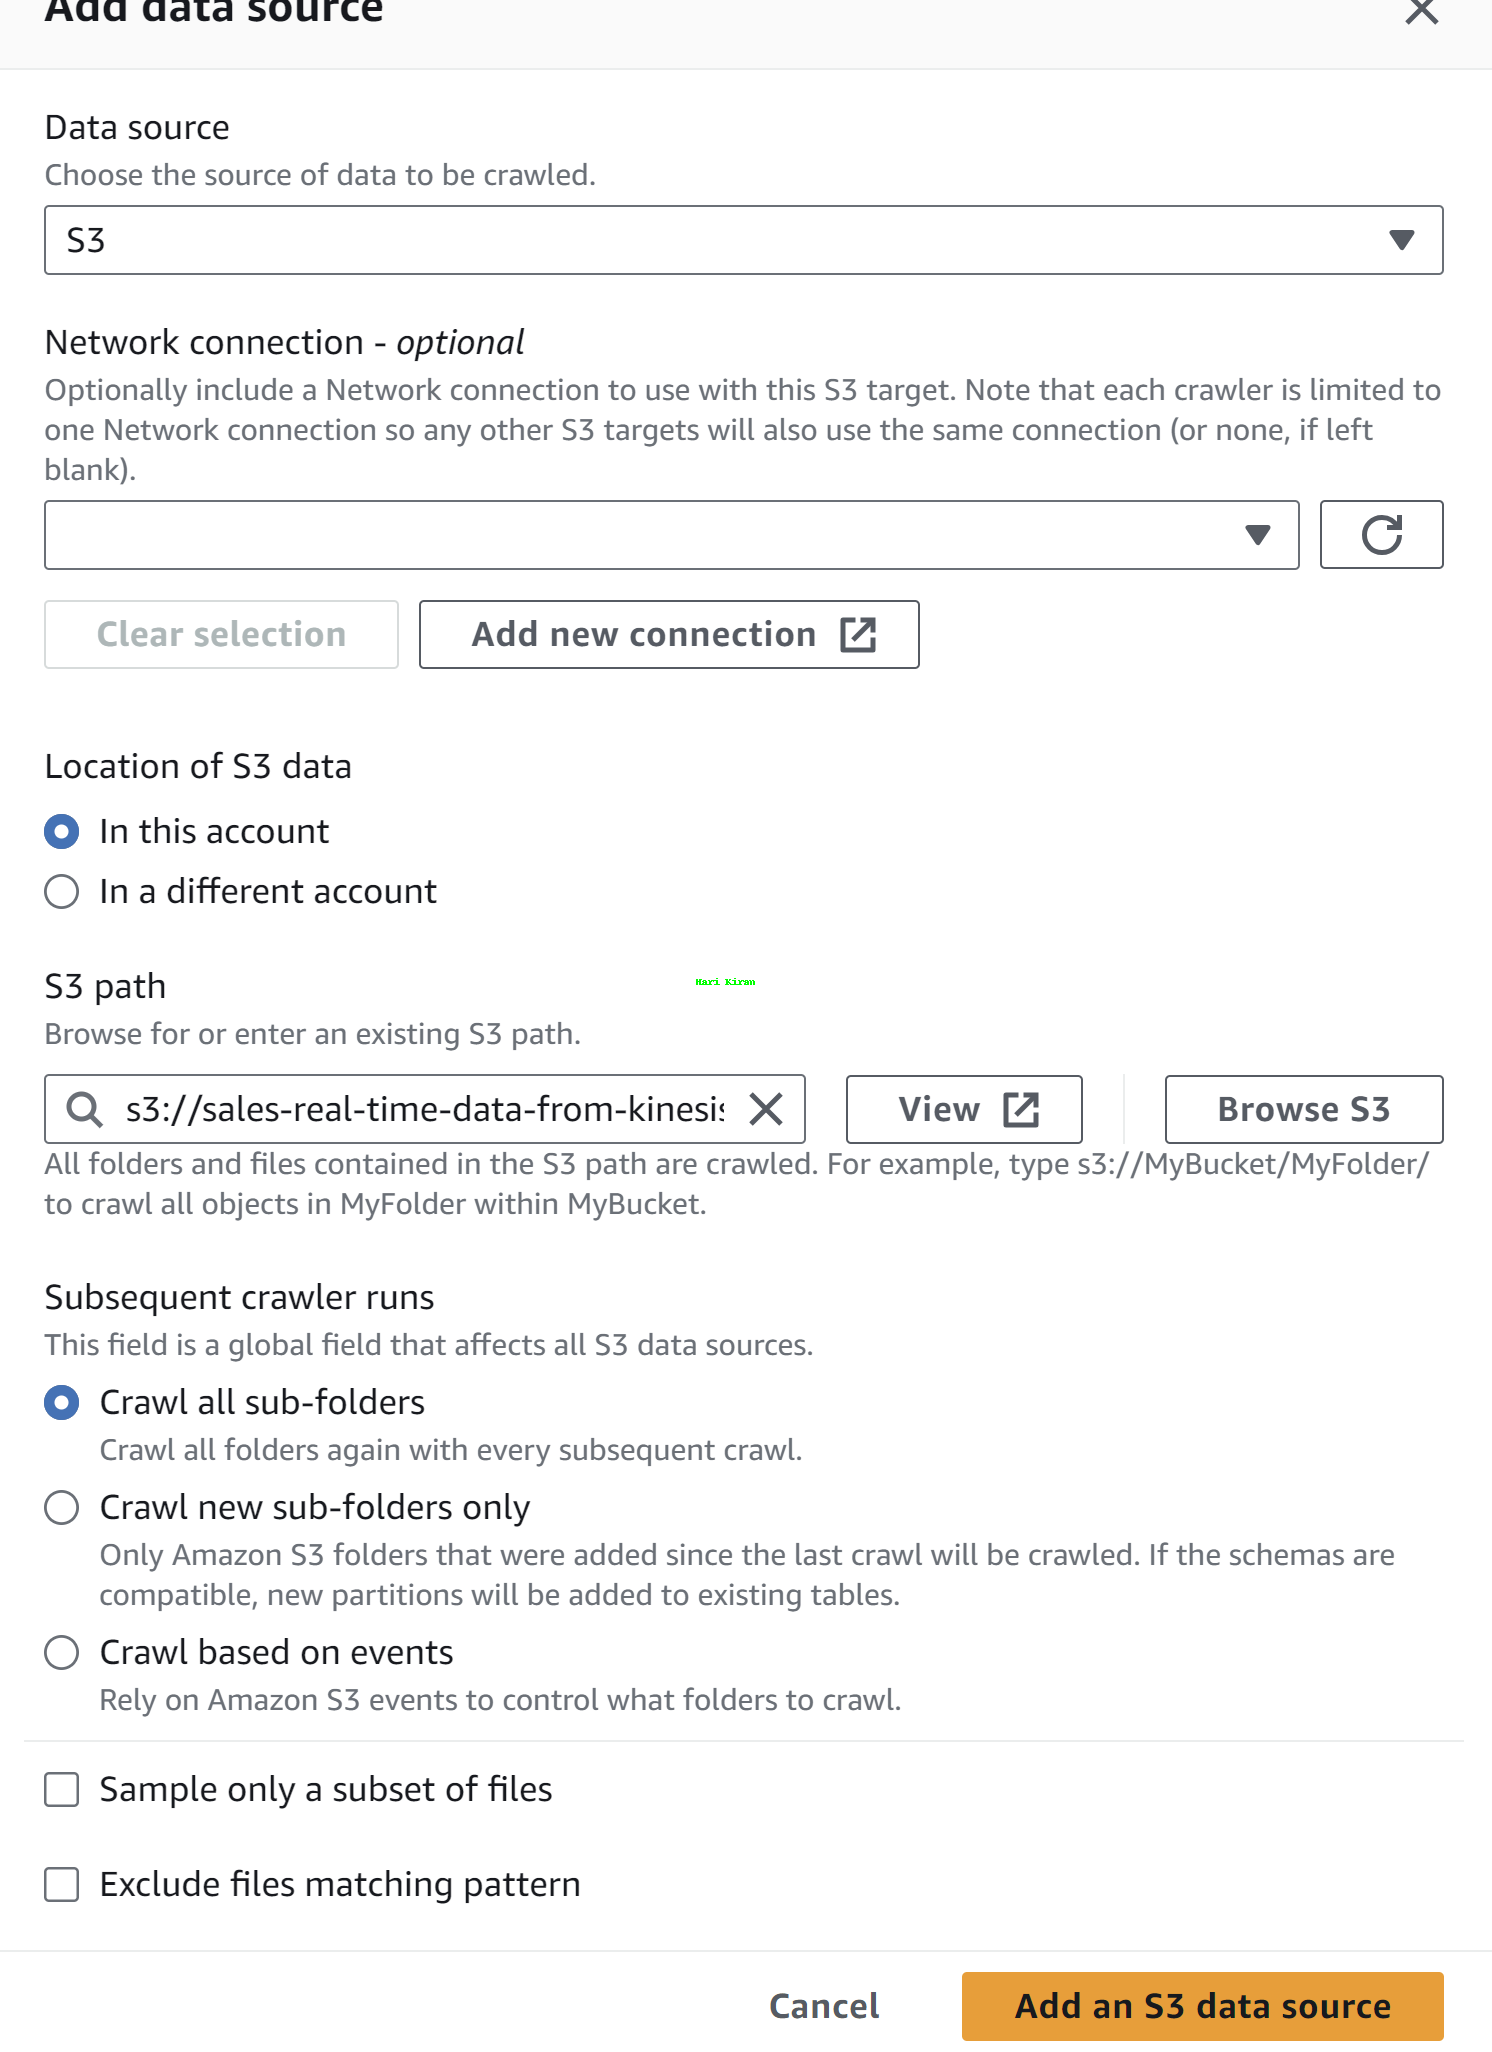 Add data source
Data source
Choose the source of data to be crawled.
S3
Network connection - optional
Optionally include a Network connection to use with this S3 target. Note that each crawler is limited to
one Network connection so any other S3 targets will also use the same connection (or none, if left
blank).
Clear selection
Add new connection
Location of S3 data
In this account
In a different account
S3 path
Hari Kiran
Browse for or enter an existing S3 path.
s3://sales-real-time-data-from-kinesis
View
Browse S3
All folders and files contained in the S3 path are crawled. For example, type s3://MyBucket/MyFolder/
to crawl all objects in MyFolder within MyBucket.
Subsequent crawler runs
This field is a global field that affects all S3 data sources.
Crawl all sub-folders
Crawl all folders again with every subsequent crawl.
Crawl new sub-folders only
Only Amazon S3 folders that were added since the last crawl will be crawled. If the schemas are
compatible, new partitions will be added to existing tables.
Crawl based on events
Rely on Amazon S3 events to control what folders to crawl.
Sample only a subset of files
Exclude files matching pattern
Cancel
Add an S3 data source